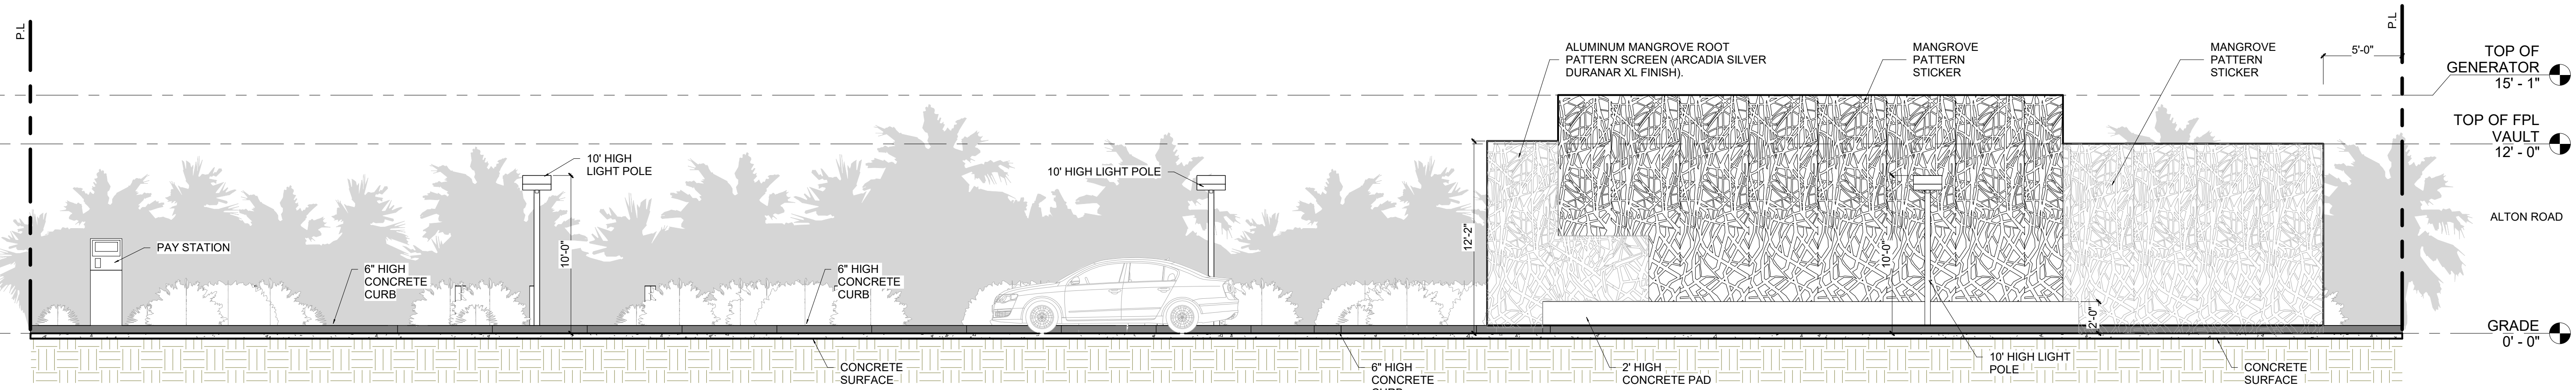 P.L
P.L
ALUMINUM MANGROVE ROOT
PATTERN SCREEN (ARCADIA SILVER
DURANAR XL FINISH).
MANGROVE
PATTERN
STICKER
MANGROVE
PATTERN
STICKER
5'-0"
TOP OF
GENERATOR
15' - 1"
TOP OF FPL
VAULT
12' - 0"
10' HIGH
LIGHT POLE
10' HIGH LIGHT POLE
ALTON ROAD
PAY STATION
10'-0"
12'-2"
10'-0"
6" HIGH
CONCRETE
CURB
6" HIGH
CONCRETE
CURB
2'-0"
GRADE
0' - 0"
CONCRETE
SURFACE
6" HIGH
CONCRETE
CURB
2' HIGH
CONCRETE PAD
10' HIGH LIGHT
POLE
CONCRETE
SURFACE